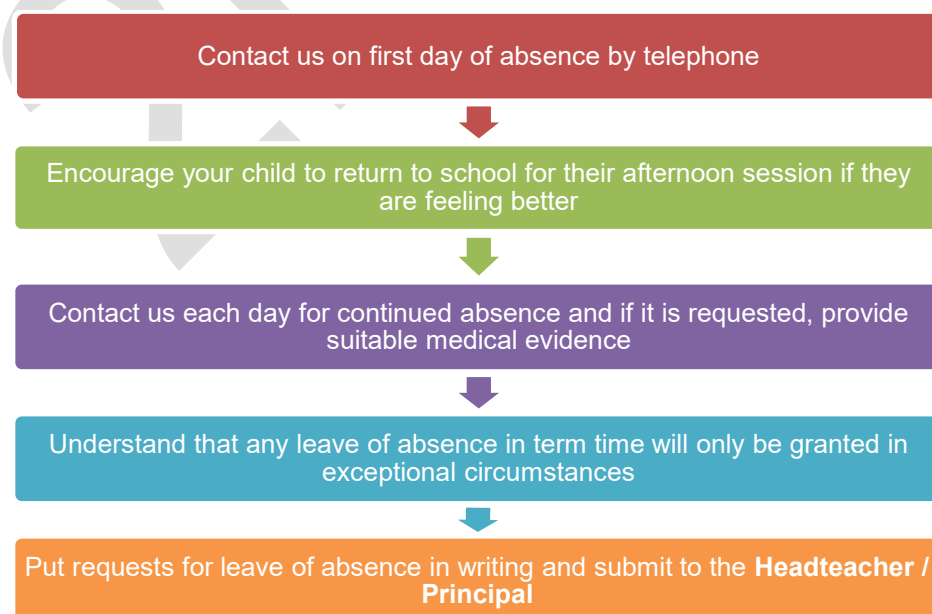 Contact us on first day of absence by telephone
Encourage your child to return to school for their afternoon session if they
are feeling better
Contact us each day for continued absence and if it is requested, provide
suitable medical evidence
Understand that any leave of absence in term time will only be granted in
exceptional circumstances
Put requests for leave of absence in writing and submit to the Headteacher /
Principal